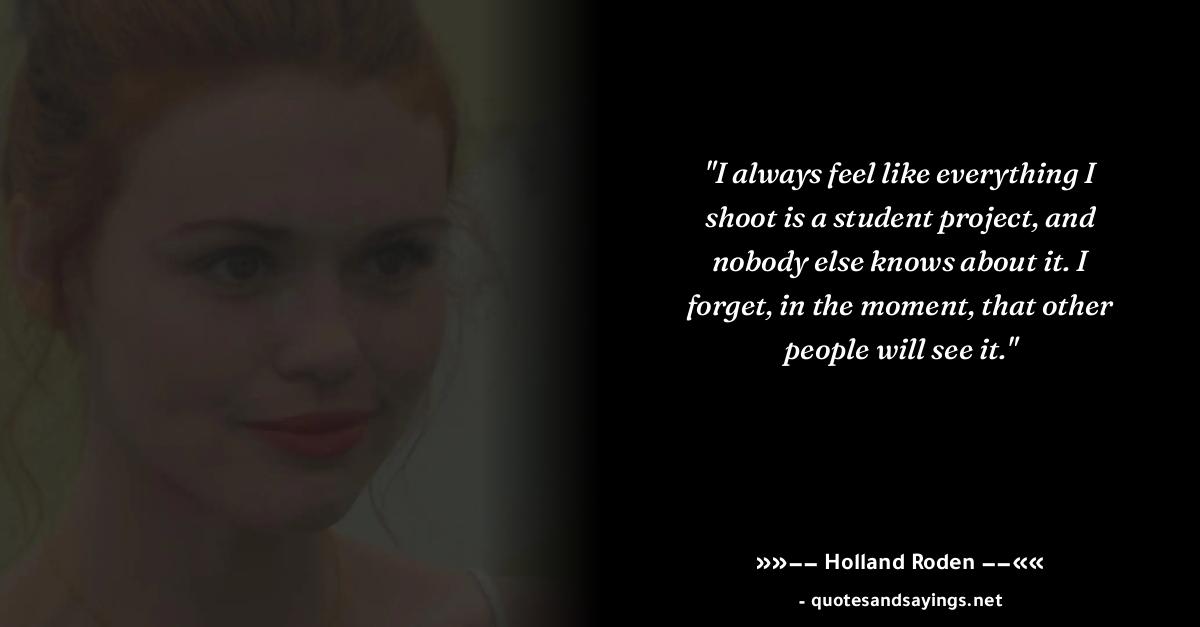 "I always feel like everything I
shoot is a student project, and
nobody else knows about it. I
forget, in the moment, that other
people will see it."
»»−− Holland Roden −−««
- quotesandsayings.net